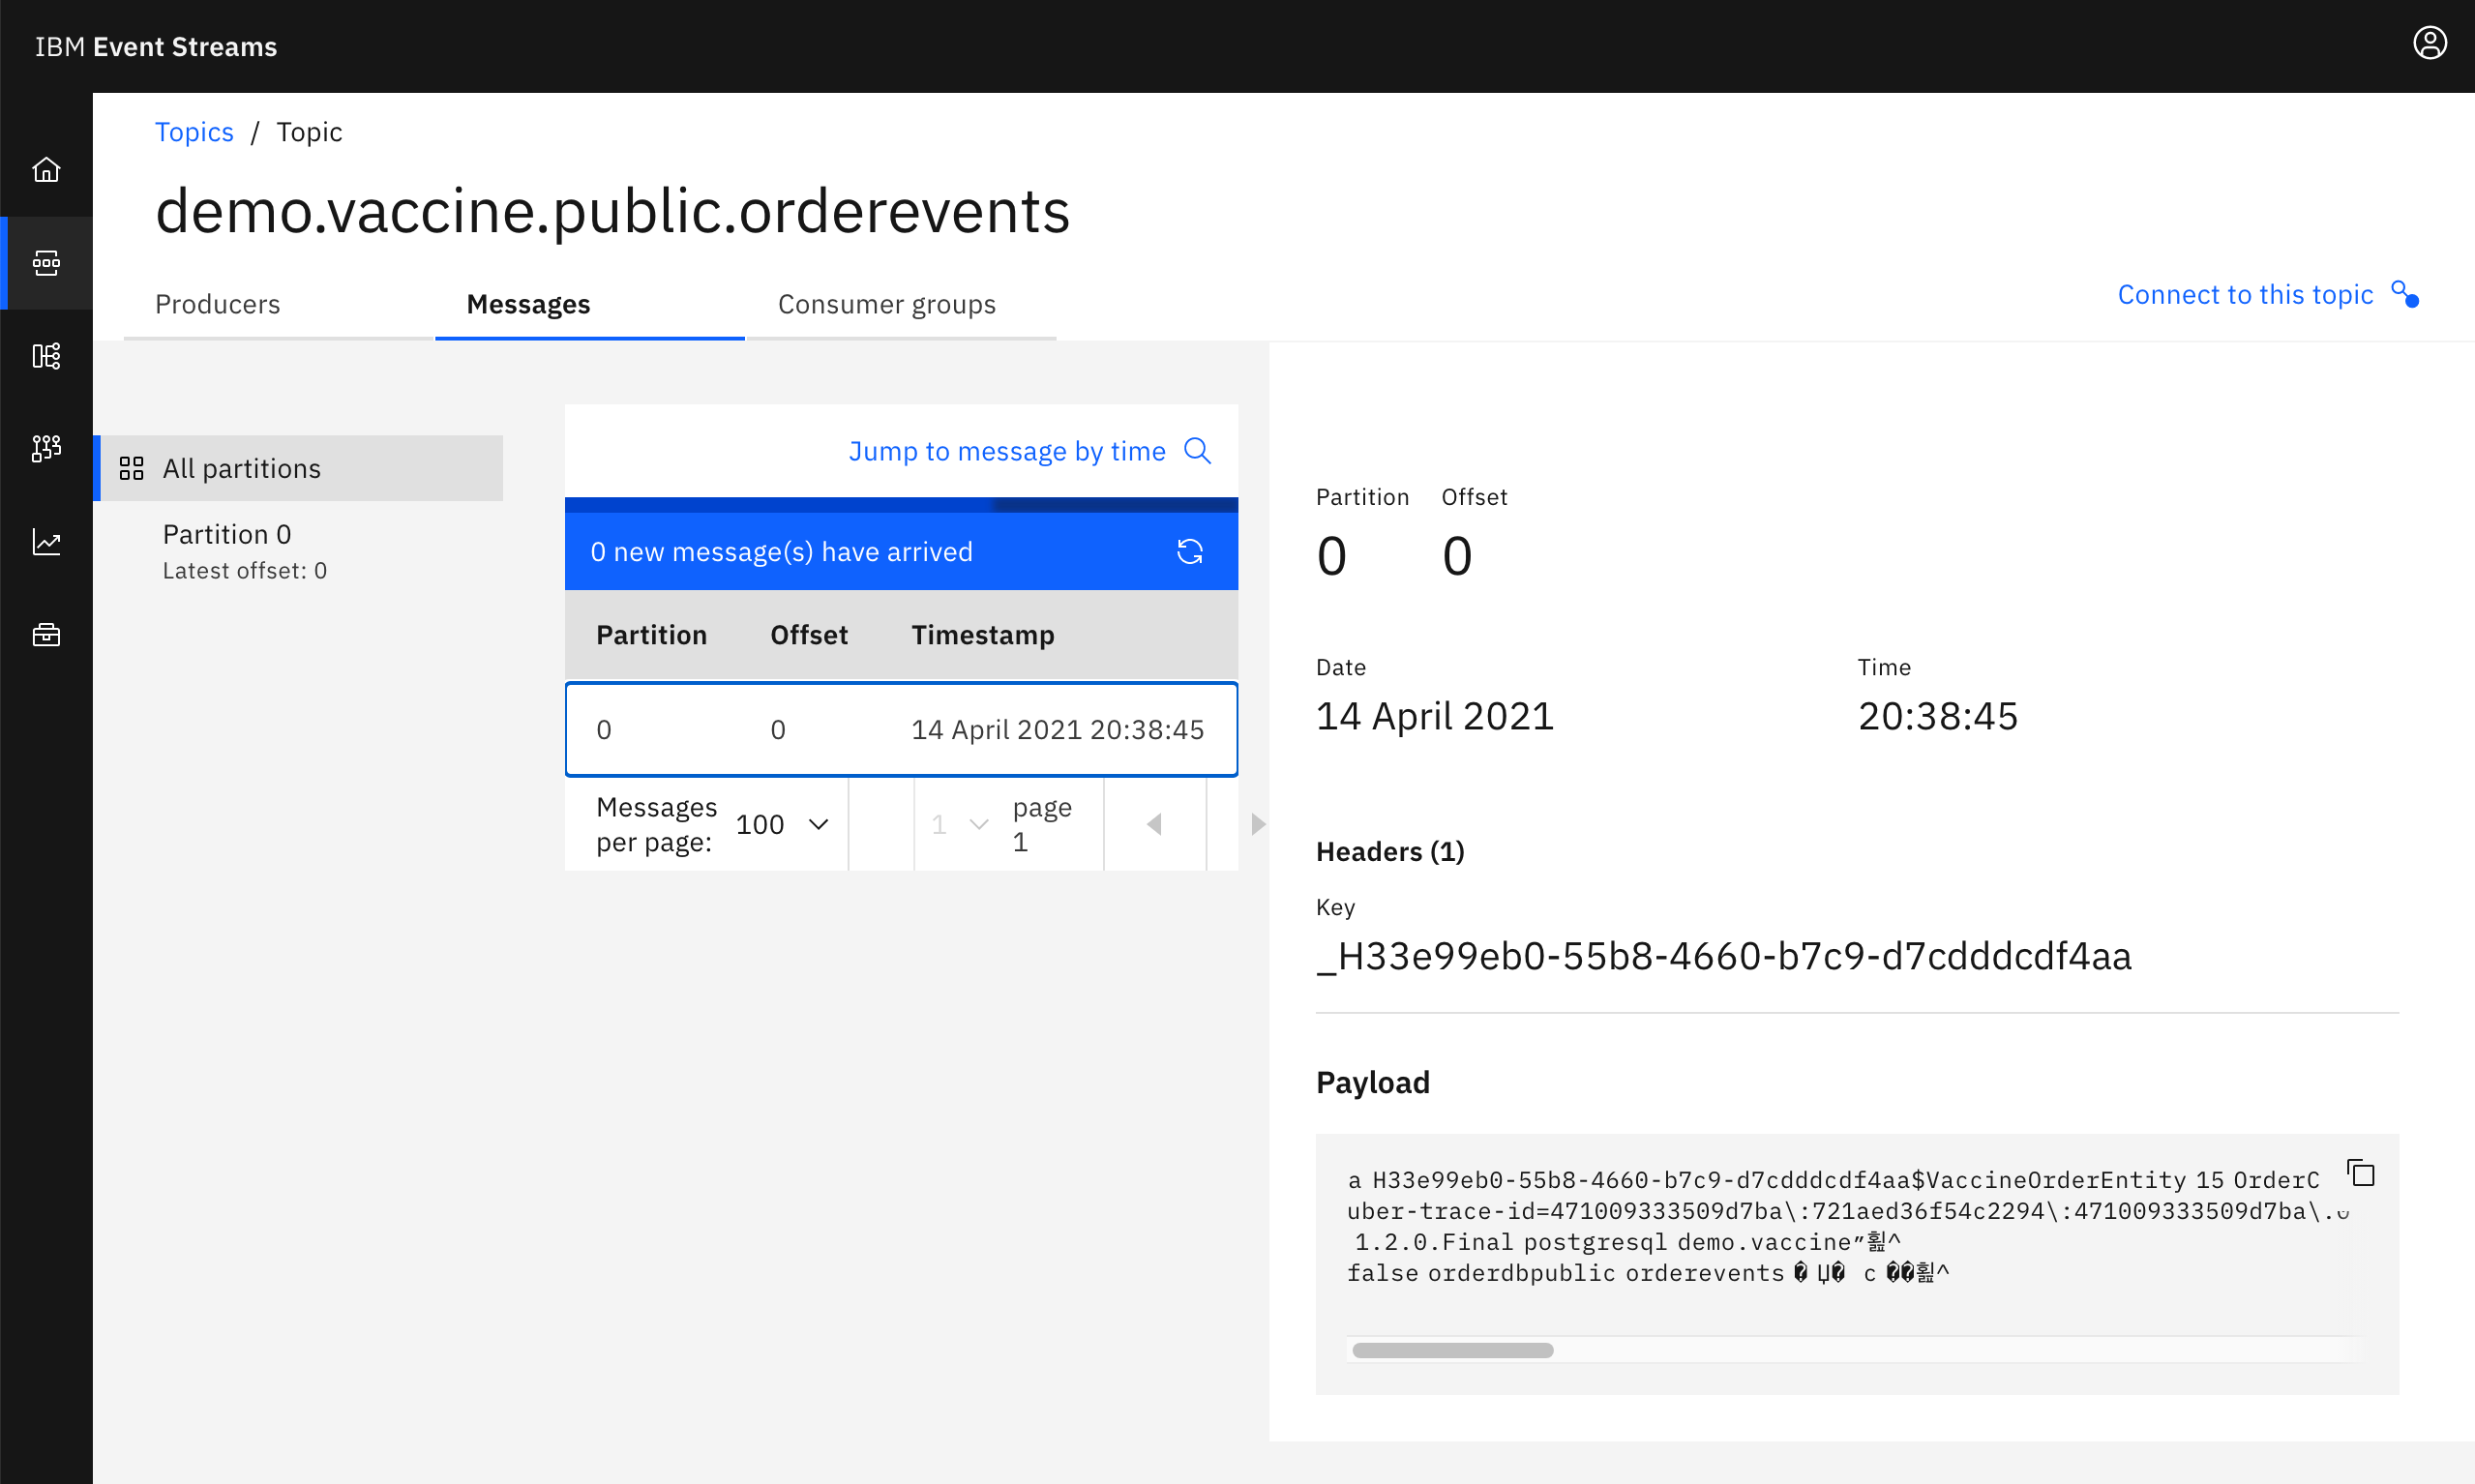 IBM Event Streams
Topics / Topic
demo.vaccine.public.orderevents
Producers
Messages
Consumer groups
Connect to this topic
All partitions
Partition 0
Latest offset: 0
Jump to message by time
0 new message(s) have arrived
Partition Offset Timestamp
0 0 14 April 2021 20:38:45
Messages per page: 100
1
page 1
Partition Offset
0 0
Date Time
14 April 2021 20:38:45
Headers (1)
Key
_H33e99eb0-55b8-4660-b7c9-d7cdddcdf4aa
Payload
a H33e99eb0-55b8-4660-b7c9-d7cdddcdf4aa$VaccineOrderEntity 15 OrderC
uber-trace-id=471009333509d7ba\:721aed36f54c2294\:471009333509d7ba\
1.2.0.Final postgresql demo.vaccine
false orderdbpublic orderevents